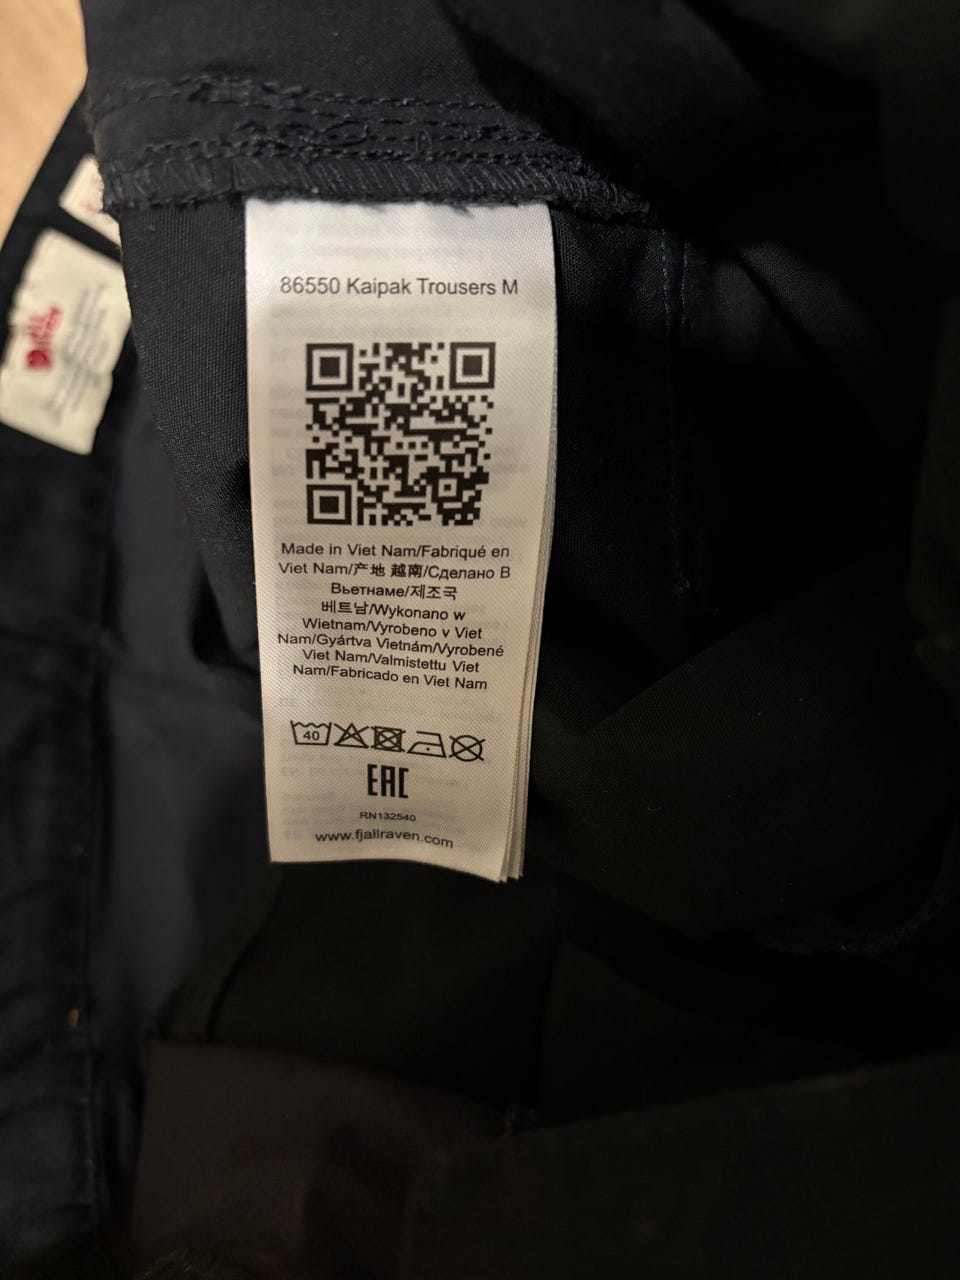 86550 Kaipak Trousers M
Made in Viet Nam/Fabriqué en
Viet Nam/产地 越南/Сделано В
Вьетнаме/제조국
베트남/Wykonano w
Wietnam/Vyrobeno v Viet
Nam/Gyártva Vietnám/Vyrobené
Viet Nam/Valmistettu Viet
Nam/Fabricado en Viet Nam
40
EAC
RN132540
www.fjallraven.com